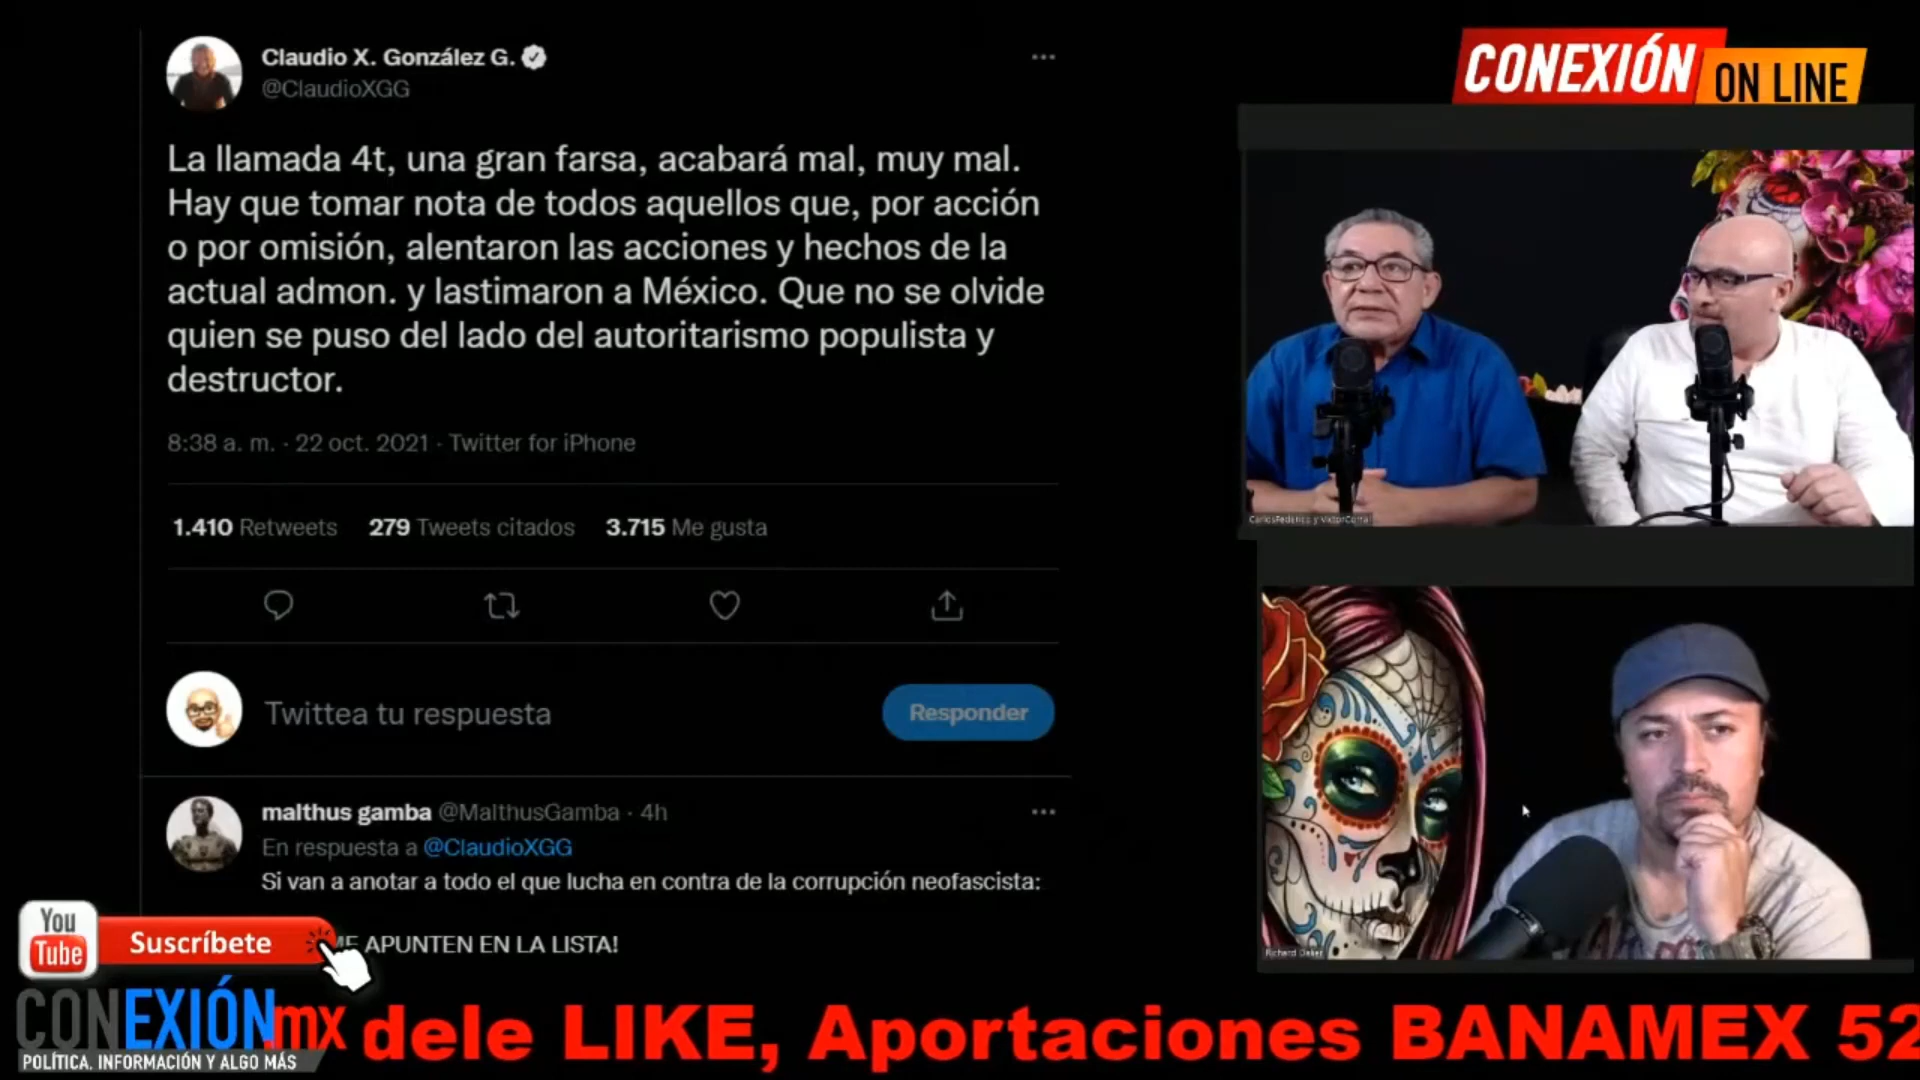 Claudio X. González G.
@ClaudioXGG
La llamada 4t, una gran farsa, acabará mal, muy mal.
Hay que tomar nota de todos aquellos que, por acción
o por omisión, alentaron las acciones y hechos de la
actual admon. y lastimaron a México. Que no se olvide
quien se puso del lado del autoritarismo populista y
destructor.
8:38 a. m. · 22 oct. 2021 · Twitter for iPhone
1.410 Retweets 279 Tweets citados 3.715 Me gusta
Twittea tu respuesta
Responder
malthus gamba @MalthusGamba · 4h
En respuesta a @ClaudioXGG
Si van a anotar a todo el que lucha en contra de la corrupción neofascista:
APUNTEN EN LA LISTA!
CONEXIÓN
ON LINE
CarlosFederico y
Richard
You
Tube
Suscríbete
CONEXIÓN
.mx
POLÍTICA, INFORMACIÓN Y ALGO MÁS
dele LIKE, Aportaciones BANAMEX 52